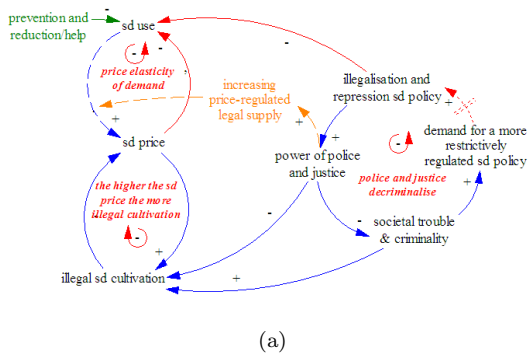 prevention and
reduction/help
-
sd use
-
-
-
-
price elasticity
of demand
increasing
price-regulated
legal supply
illegalisation and
repression sd policy
+
+
+
+
sd price
power of police
and justice
-
demand for a more
restrictively
regulated sd policy
the higher the sd
price the more
illegal cultivation
police and justice
decriminalise
+
-
-
-
societal trouble
& criminality
+
illegal sd cultivation
+
-
+
(a)